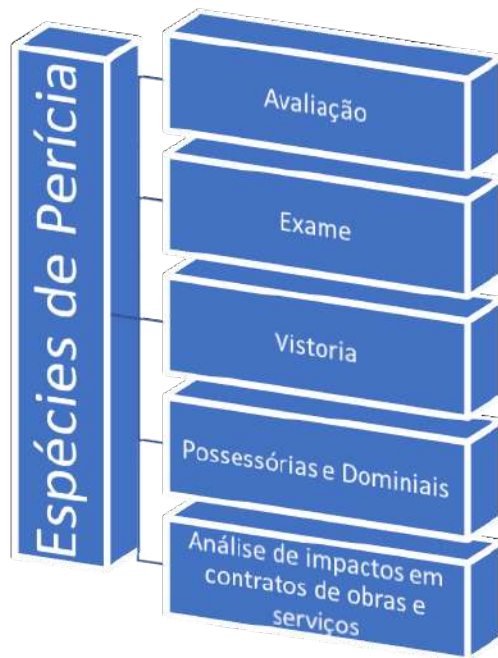 Espécies de Perícia
Avaliação
Exame
Vistoria
Possessórias e Dominiais
Análise de impactos em
contratos de obras e
serviços